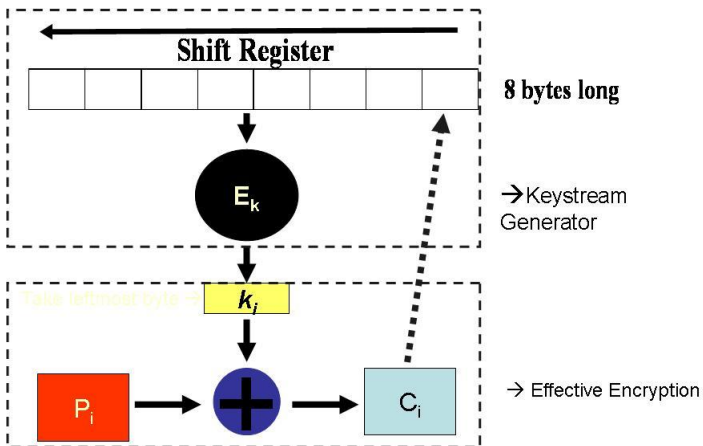 Shift Register
8 bytes long
Eₖ
→Keystream
Generator
Take leftmost byte →
kᵢ
Pᵢ
Cᵢ
→ Effective Encryption